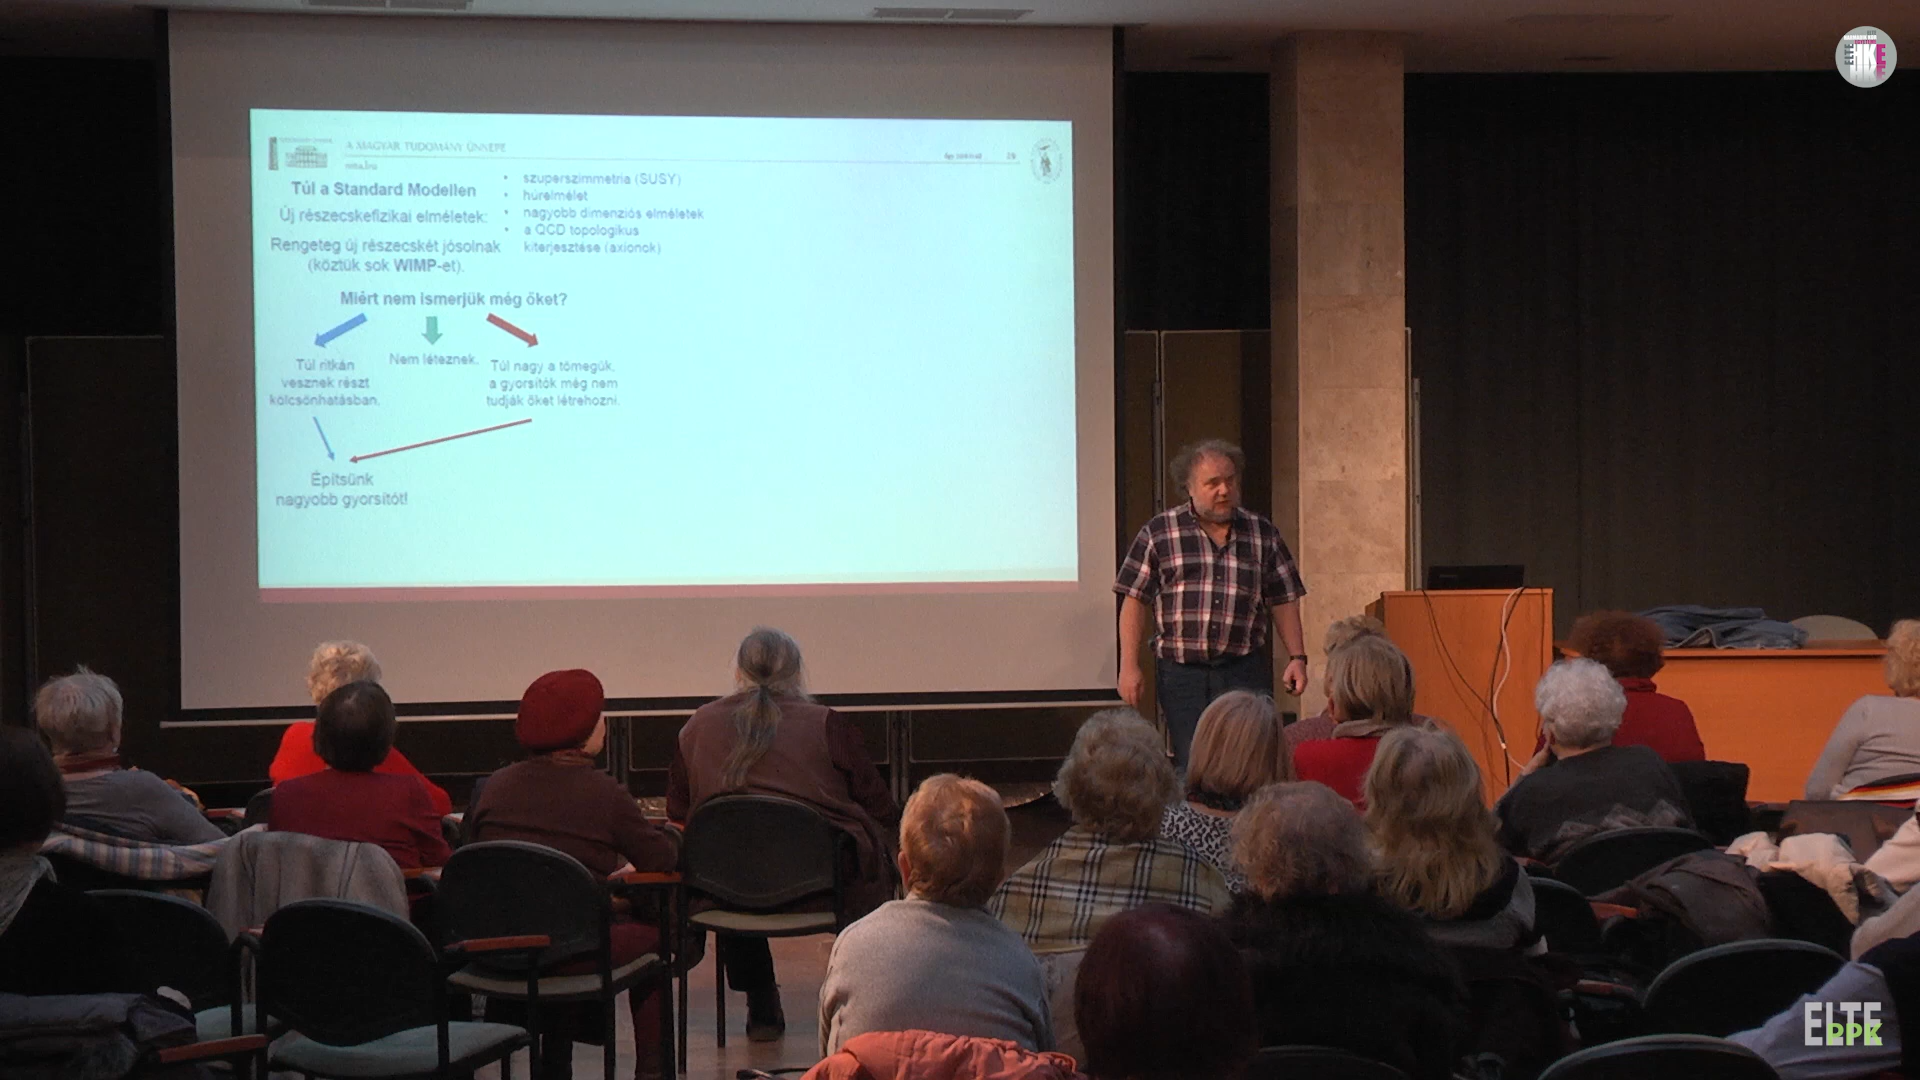 A MAGYAR TUDOMÁNY ÜNNEPE
mta.hu
Túl a Standard Modellen
Új részecskefizikai elméletek:
• szuperszimmetria (SUSY)
• húrelmélet
• nagyobb dimenziós elméletek
• a QCD topologikus
kiterjesztése (axionok)
Rengeteg új részecskét jósolnak
(köztük sok WIMP-et).
Miért nem ismerjük még őket?
Túl ritkán
vesznek részt
kölcsönhatásban.
Nem léteznek.
Túl nagy a tömegük,
a gyorsítók még nem
tudják őket létrehozni.
Építsünk
nagyobb gyorsítót!
ELTE
PPK